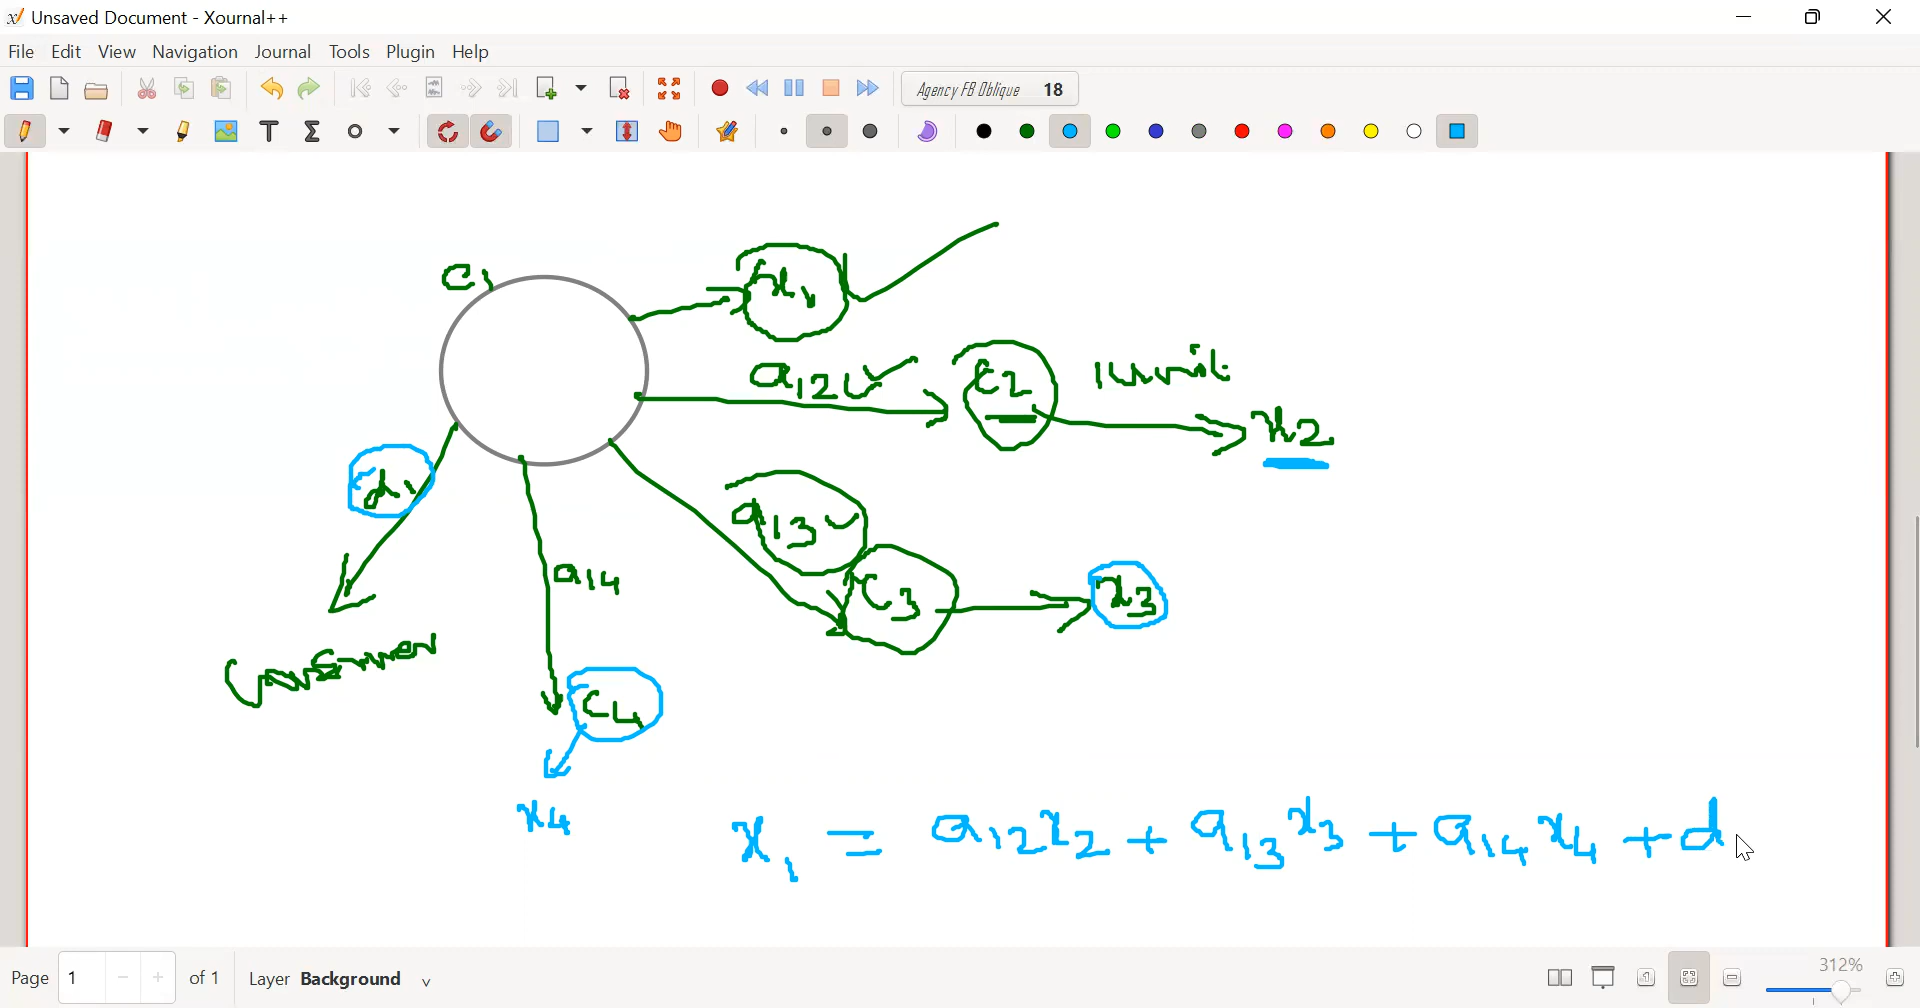 Unsaved Document - Xournal++
File Edit View Navigation Journal Tools Plugin Help
Agency FB Oblique 18
C1
x1
a12
C2
1 unit
x2
d1
a13
C3
x3
a14
Consumer
C4
x4
x1 = a12x2 + a13x3 + a14x4 + d
Page 1 of 1 Layer Background
312%